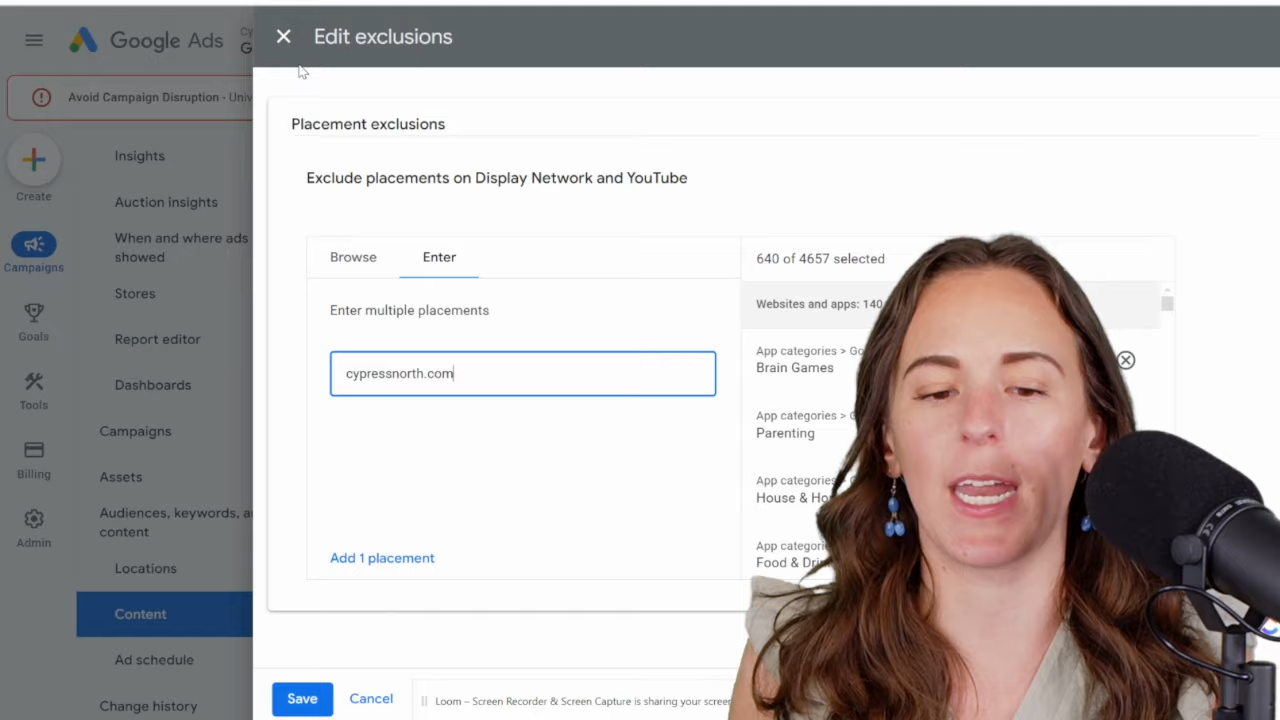 Google Ads
Cy
G
Edit exclusions
Avoid Campaign Disruption - Univ
Create
Campaigns
Goals
Tools
Billing
Admin
Insights
Auction insights
When and where ads
showed
Stores
Report editor
Dashboards
Campaigns
Assets
Audiences, keywords, a
content
Locations
Content
Ad schedule
Change history
Placement exclusions
Exclude placements on Display Network and YouTube
Browse
Enter
Enter multiple placements
cypressnorth.com
Add 1 placement
640 of 4657 selected
Websites and apps: 140
App categories > Go
Brain Games
App categories > G
Parenting
App categories
House & Ho
App categori
Food & Dri
Save
Cancel
Loom – Screen Recorder & Screen Capture is sharing your screen